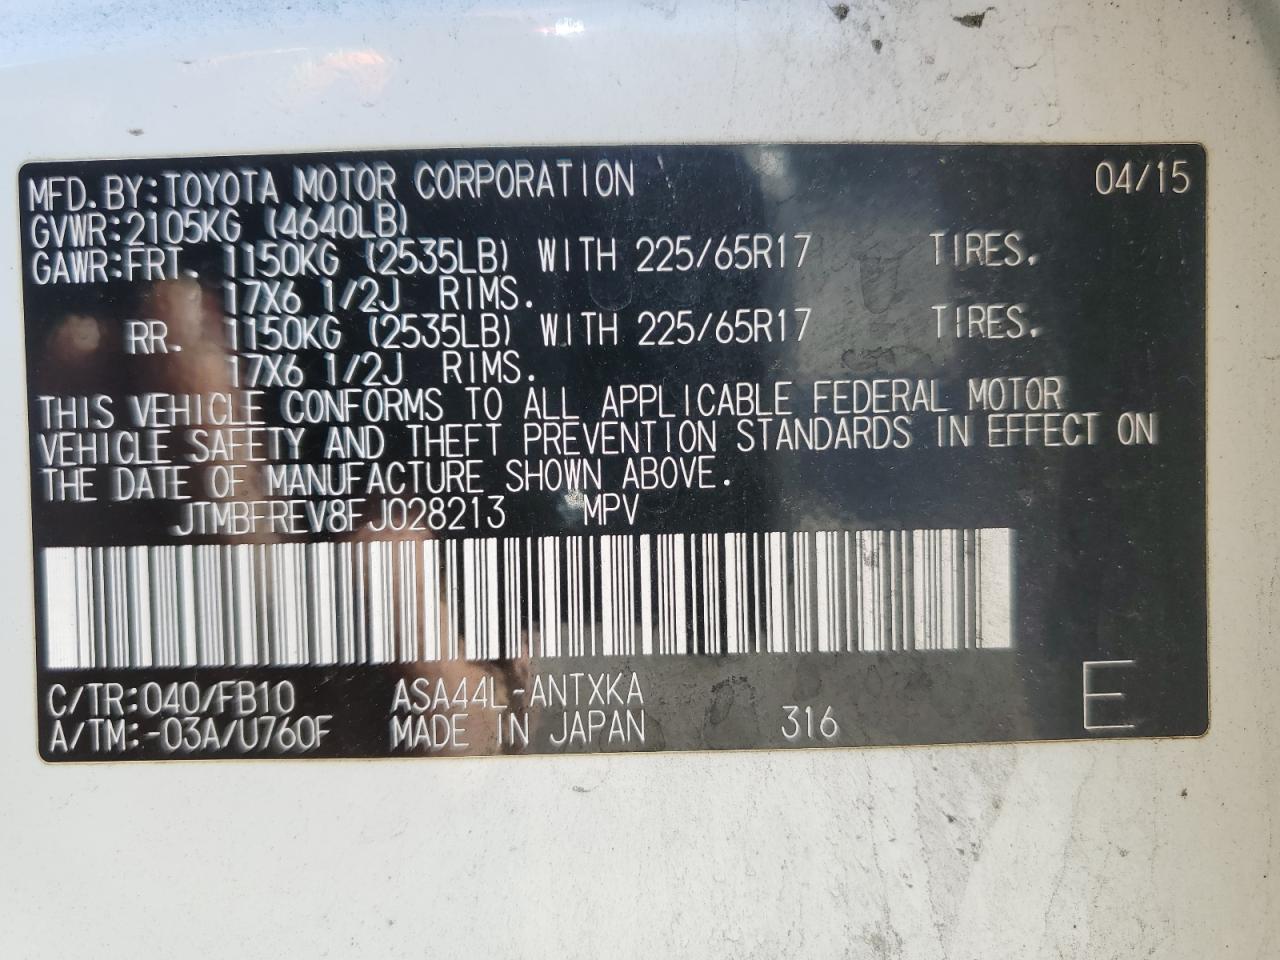 MFD. BY: TOYOTA MOTOR CORPORATION 04/15
GVWR: 2105KG (4640LB)
GAWR: FRT. 1150KG (2535LB) WITH 225/65R17 TIRES.
17X6 1/2J RIMS.
RR. 1150KG (2535LB) WITH 225/65R17 TIRES.
17X6 1/2J RIMS.
THIS VEHICLE CONFORMS TO ALL APPLICABLE FEDERAL MOTOR
VEHICLE SAFETY AND THEFT PREVENTION STANDARDS IN EFFECT ON
THE DATE OF MANUFACTURE SHOWN ABOVE.
JTMBFREV8FJ028213 MPV
C/TR: 040/FB10 ASA44L-ANTXKA
A/TM: -03A/U760F MADE IN JAPAN 316 E